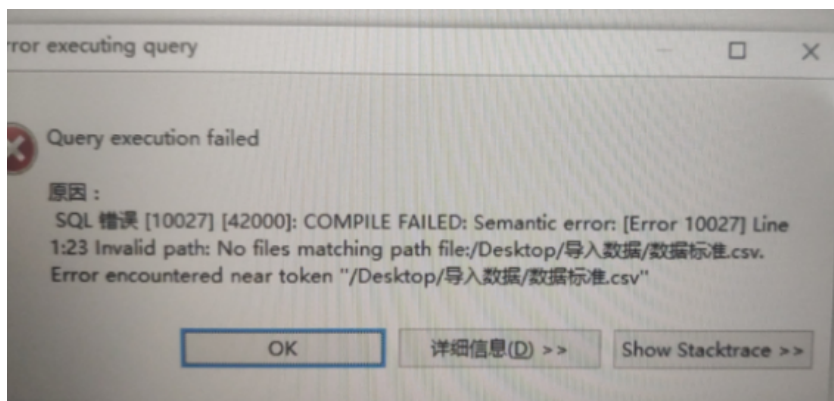 rror executing query
Query execution failed
原因：
SQL 错误 [10027] [42000]: COMPILE FAILED: Semantic error: [Error 10027] Line
1:23 Invalid path: No files matching path file:/Desktop/导入数据/数据标准.csv.
Error encountered near token "/Desktop/导入数据/数据标准.csv"
OK
详细信息(D) >>
Show Stacktrace >>